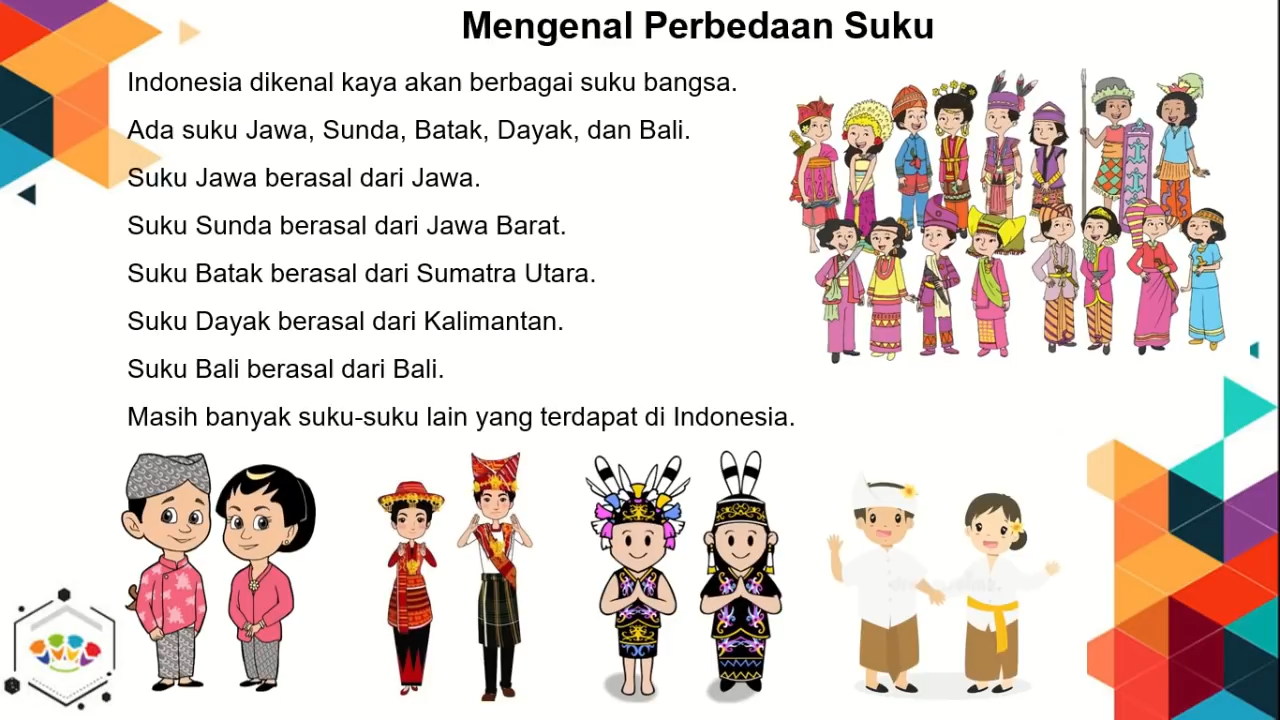 Mengenal Perbedaan Suku
Indonesia dikenal kaya akan berbagai suku bangsa.
Ada suku Jawa, Sunda, Batak, Dayak, dan Bali.
Suku Jawa berasal dari Jawa.
Suku Sunda berasal dari Jawa Barat.
Suku Batak berasal dari Sumatra Utara.
Suku Dayak berasal dari Kalimantan.
Suku Bali berasal dari Bali.
Masih banyak suku-suku lain yang terdapat di Indonesia.